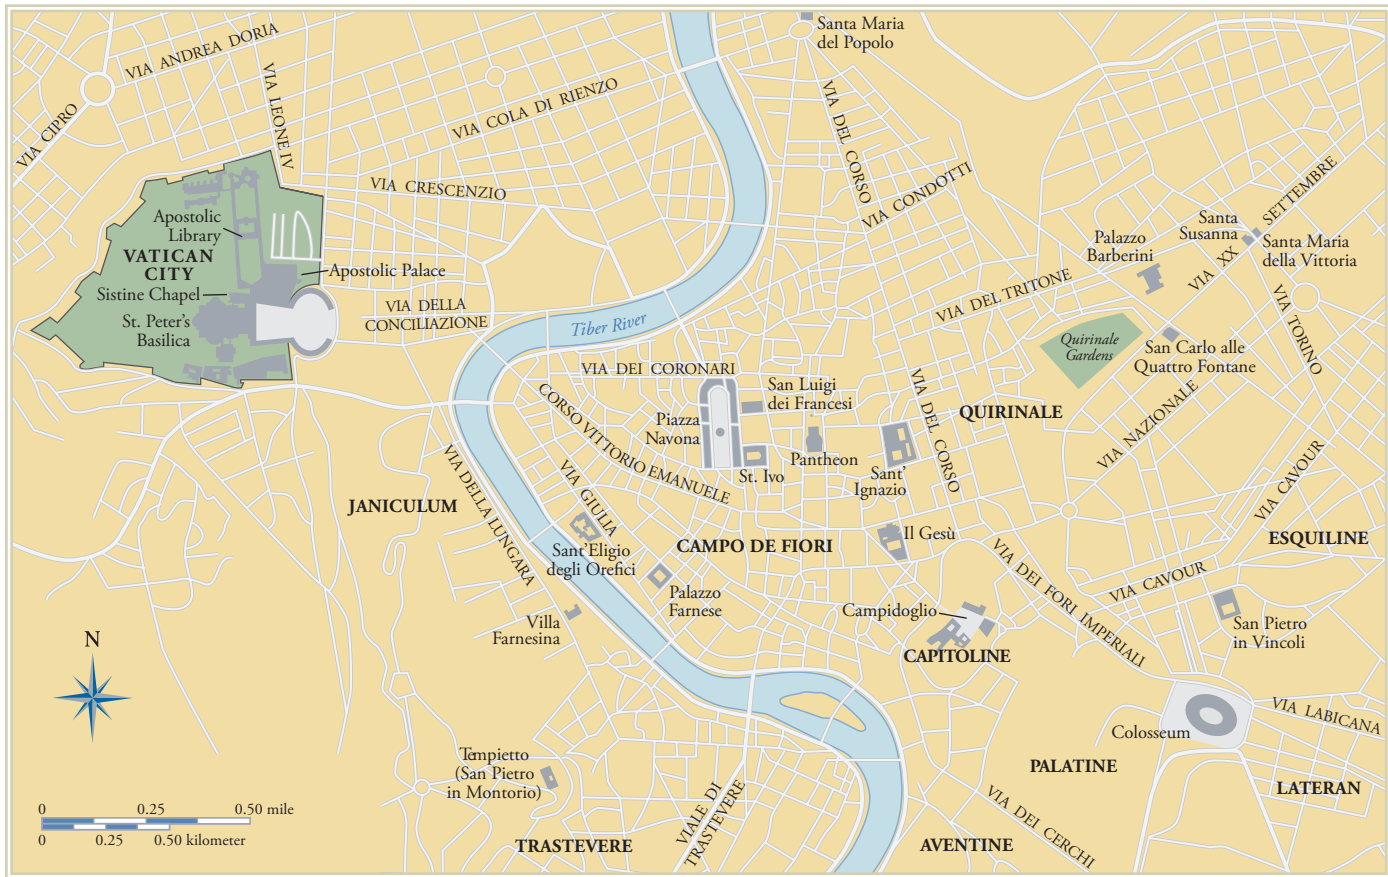 Santa Maria
del Popolo
VIA ANDREA DORIA
VIA LEONE IV
VIA COLA DI RIENZO
VIA CIPRO
VIA DEL CORSO
VIA CRESCENZIO
VIA CONDOTTI
VIA XX SETTEMBRE
Apostolic
Library
VATICAN
CITY
Apostolic Palace
Sistine Chapel
St. Peter's
Basilica
VIA DELLA
CONCILIAZIONE
Tiber River
Santa
Susanna
Santa Maria
della Vittoria
Palazzo
Barberini
VIA DEL TRITONE
VIA TORINO
Quirinale
Gardens
San Carlo alle
Quattro Fontane
VIA DEI CORONARI
CORSO VITTORIO EMANUELE
San Luigi
dei Francesi
Piazza
Navona
St. Ivo
Pantheon
Sant'
Ignazio
VIA DEL CORSO
QUIRINALE
VIA NAZIONALE
VIA CAVOUR
ESQUILINE
JANICULUM
VIA DELLA LUNGARA
VIA GIULIA
Sant'Eligio
degli Orefici
CAMPO DE FIORI
Il Gesù
VIA DEI FORI IMPERIALI
VIA CAVOUR
Palazzo
Farnese
Villa
Farnesina
Campidoglio
CAPITOLINE
San Pietro
in Vincoli
N
VIA LABICANA
Colosseum
PALATINE
LATERAN
Tempietto
(San Pietro
in Montorio)
VIALE DI
TRASTEVERE
VIA DEI CERCHI
TRASTEVERE
AVENTINE
0 0.25 0.50 mile
0 0.25 0.50 kilometer